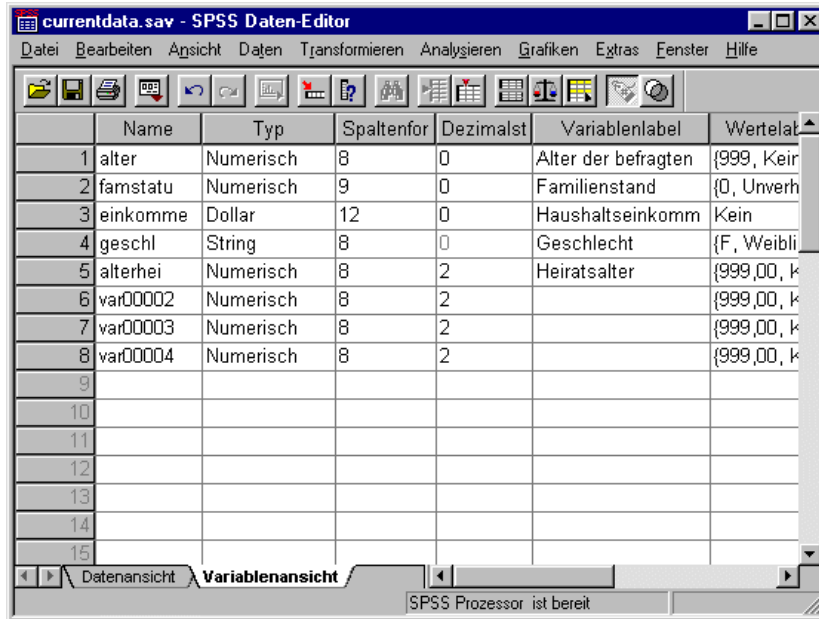 currentdata.sav - SPSS Daten-Editor
Datei Bearbeiten Ansicht Daten Transformieren Analysieren Grafiken Extras Fenster Hilfe
Name Typ Spaltenfor Dezimalst Variablenlabel Wertelab
1 alter Numerisch 8 0 Alter der befragten {999, Kein
2 famstatu Numerisch 9 0 Familienstand {0, Unverh
3 einkomme Dollar 12 0 Haushaltseinkomm Kein
4 geschl String 8 0 Geschlecht {F, Weibli
5 alterhei Numerisch 8 2 Heiratsalter {999,00, K
6 var00002 Numerisch 8 2 {999,00, K
7 var00003 Numerisch 8 2 {999,00, K
8 var00004 Numerisch 8 2 {999,00, K
9
10
11
12
13
14
15
Datenansicht Variablenansicht
SPSS Prozessor ist bereit